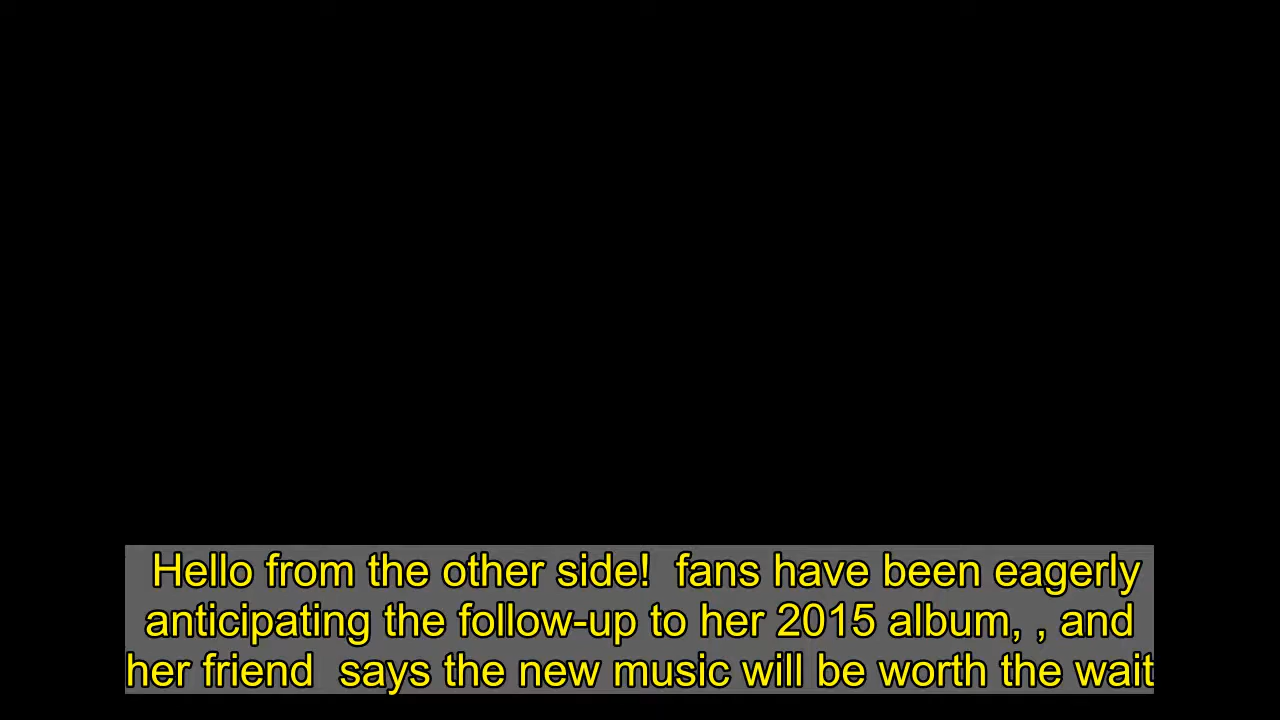 Hello from the other side!  fans have been eagerly
anticipating the follow-up to her 2015 album, , and
her friend  says the new music will be worth the wait